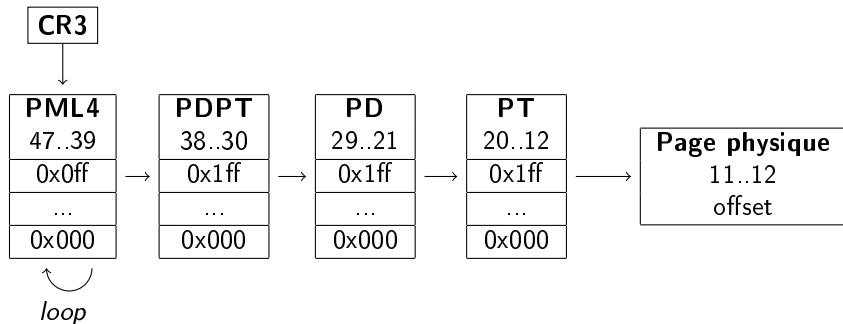 CR3
PML4
47..39
0x0ff
...
0x000
loop
PDPT
38..30
0x1ff
...
0x000
PD
29..21
0x1ff
...
0x000
PT
20..12
0x1ff
...
0x000
Page physique
11..12
offset